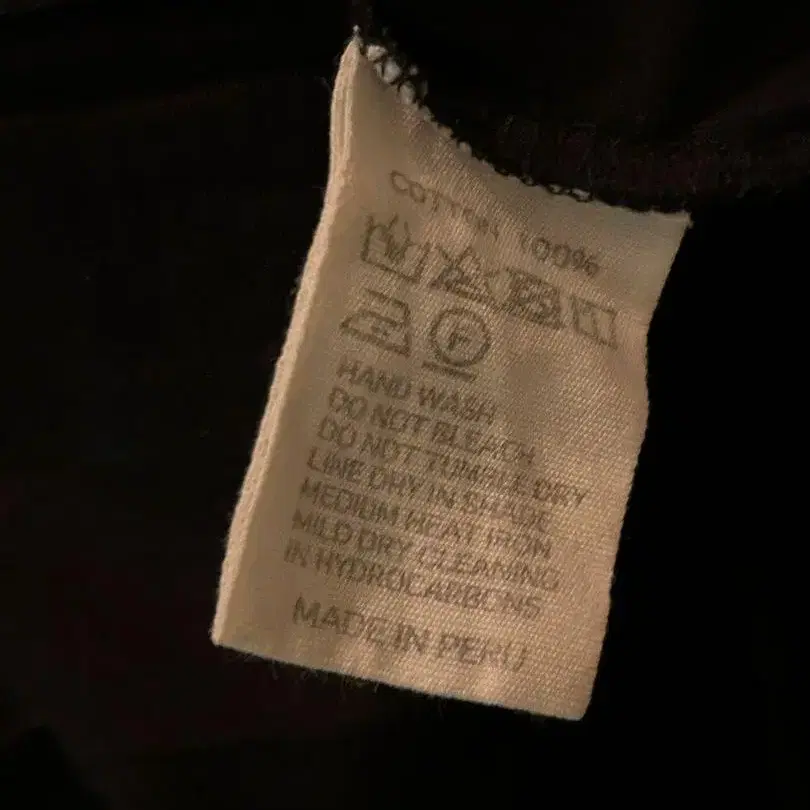 COTTON 100%
F
HAND WASH
DO NOT BLEACH
DO NOT TUMBLE DRY
LINE DRY IN SHADE
MEDIUM HEAT IRON
MILD DRY CLEANING
IN HYDROCARBONS
MADE IN PERU